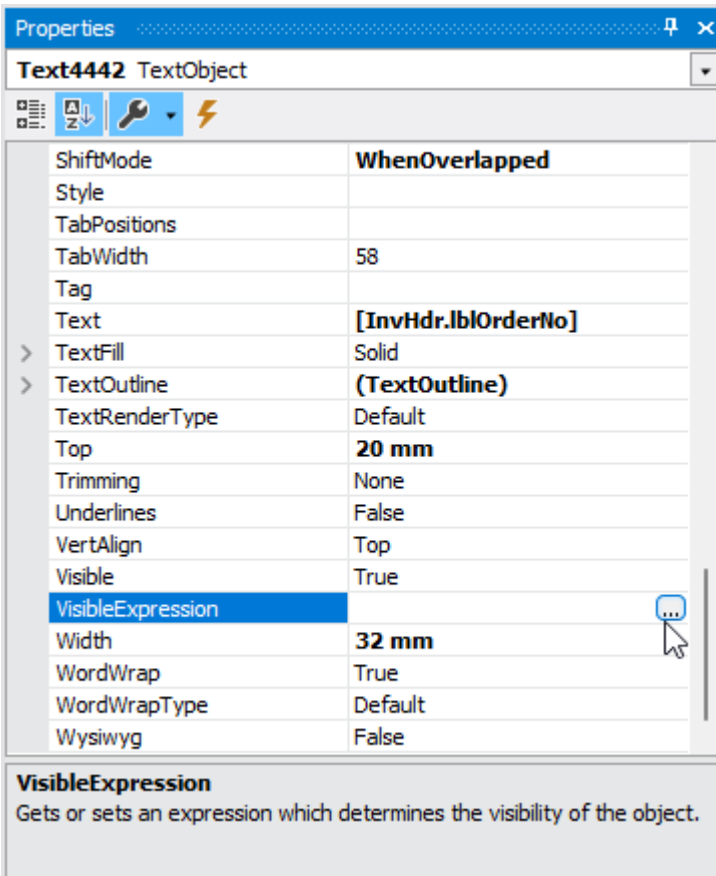 Properties
Text4442 TextObject
ShiftMode WhenOverlapped
Style
TabPositions
TabWidth 58
Tag
Text [InvHdr.lblOrderNo]
TextFill Solid
TextOutline (TextOutline)
TextRenderType Default
Top 20 mm
Trimming None
Underlines False
VertAlign Top
Visible True
VisibleExpression ...
Width 32 mm
WordWrap True
WordWrapType Default
Wysiwyg False
VisibleExpression
Gets or sets an expression which determines the visibility of the object.